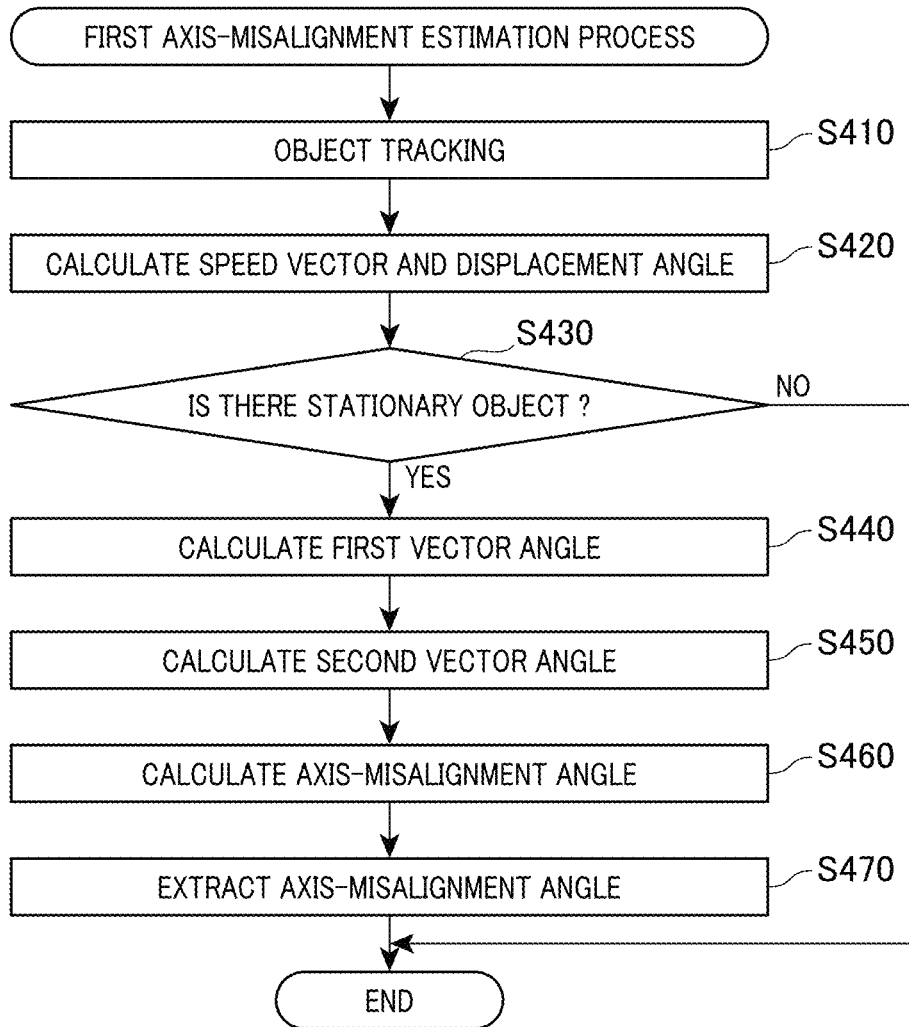 FIRST AXIS-MISALIGNMENT ESTIMATION PROCESS
OBJECT TRACKING
S410
CALCULATE SPEED VECTOR AND DISPLACEMENT ANGLE
S420
S430
IS THERE STATIONARY OBJECT ?
NO
YES
CALCULATE FIRST VECTOR ANGLE
S440
CALCULATE SECOND VECTOR ANGLE
S450
CALCULATE AXIS-MISALIGNMENT ANGLE
S460
EXTRACT AXIS-MISALIGNMENT ANGLE
S470
END